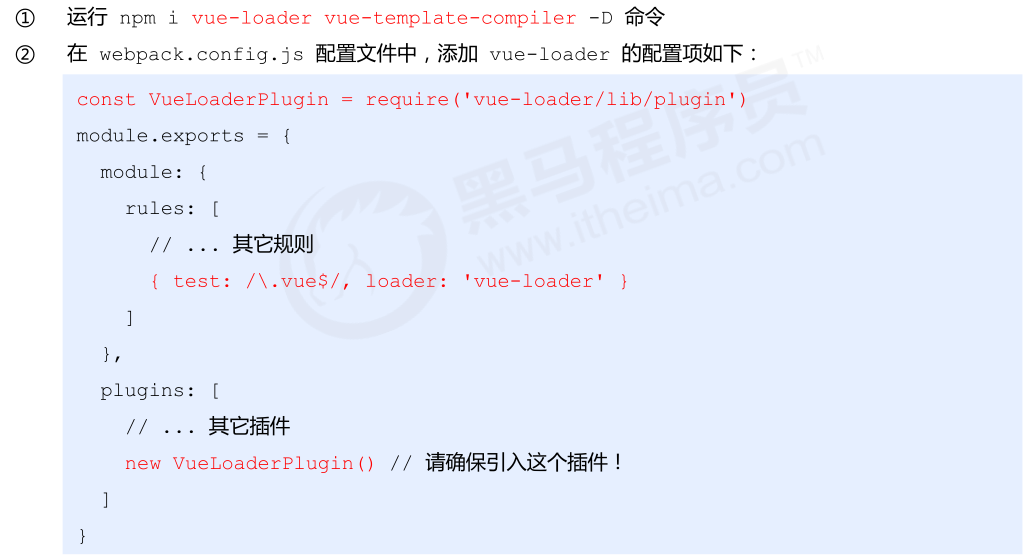 ① 运行 npm i vue-loader vue-template-compiler -D 命令
② 在 webpack.config.js 配置文件中，添加 vue-loader 的配置项如下：
const VueLoaderPlugin = require('vue-loader/lib/plugin')
module.exports = {
  module: {
    rules: [
      // ... 其它规则
      { test: /\.vue$/, loader: 'vue-loader' }
    ]
  },
  plugins: [
    // ... 其它插件
    new VueLoaderPlugin() // 请确保引入这个插件！
  ]
}
黑马程序员™
www.itheima.com